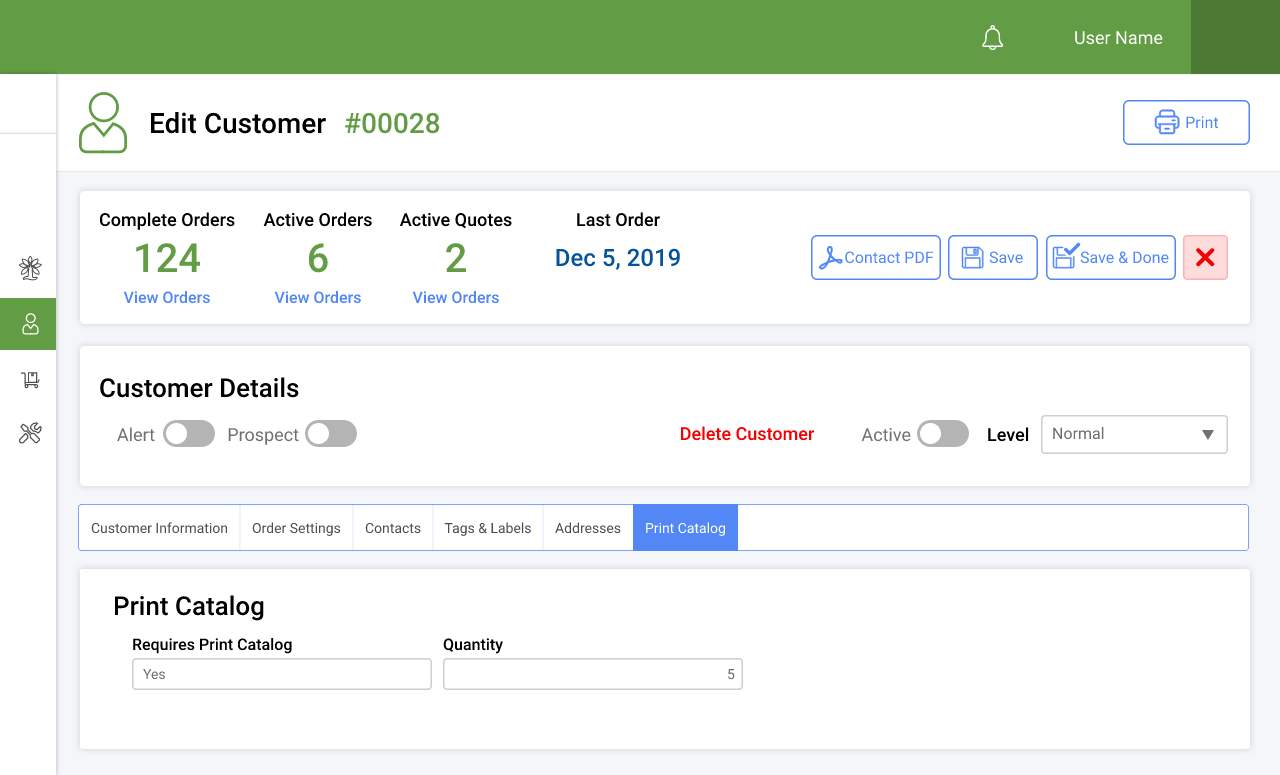 User Name
Edit Customer #00028
Print
Complete Orders Active Orders Active Quotes Last Order
124 6 2 Dec 5, 2019
View Orders View Orders View Orders
Contact PDF Save Save & Done
Customer Details
Alert Prospect Delete Customer Active Level Normal
Customer Information Order Settings Contacts Tags & Labels Addresses Print Catalog
Print Catalog
Requires Print Catalog Quantity
Yes 5